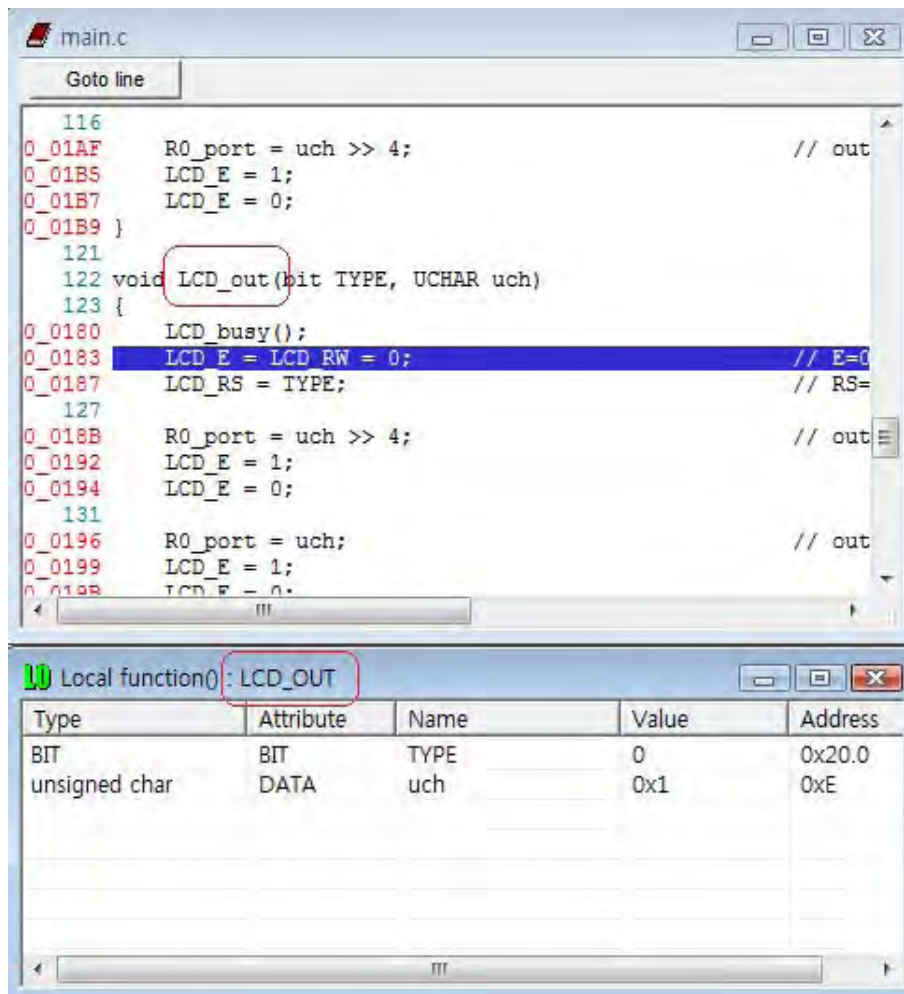 main.c
Goto line
116
0_01AF R0_port = uch >> 4; // out
0_01B5 LCD_E = 1;
0_01B7 LCD_E = 0;
0_01B9 }
121
122 void LCD_out(bit TYPE, UCHAR uch)
123 {
0_0180 LCD_busy();
0_0183 LCD_E = LCD_RW = 0; // E=0
0_0187 LCD_RS = TYPE; // RS=
127
0_018B R0_port = uch >> 4; // out
0_0192 LCD_E = 1;
0_0194 LCD_E = 0;
131
0_0196 R0_port = uch; // out
0_0199 LCD_E = 1;
0_019B LCD_E = 0;
Local function() : LCD_OUT
Type Attribute Name Value Address
BIT BIT TYPE 0 0x20.0
unsigned char DATA uch 0x1 0xE